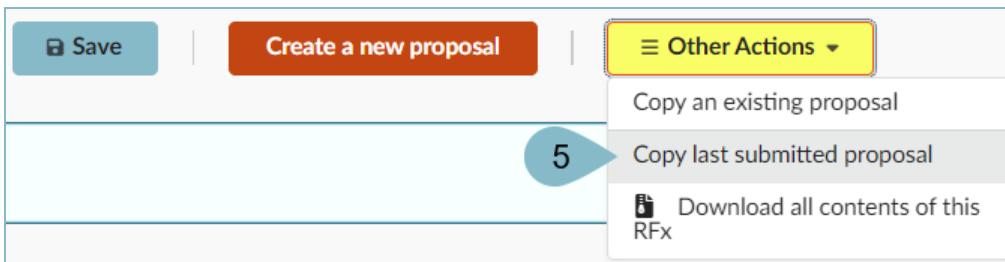 Save
Create a new proposal
Other Actions
Copy an existing proposal
5
Copy last submitted proposal
Download all contents of this
RFx